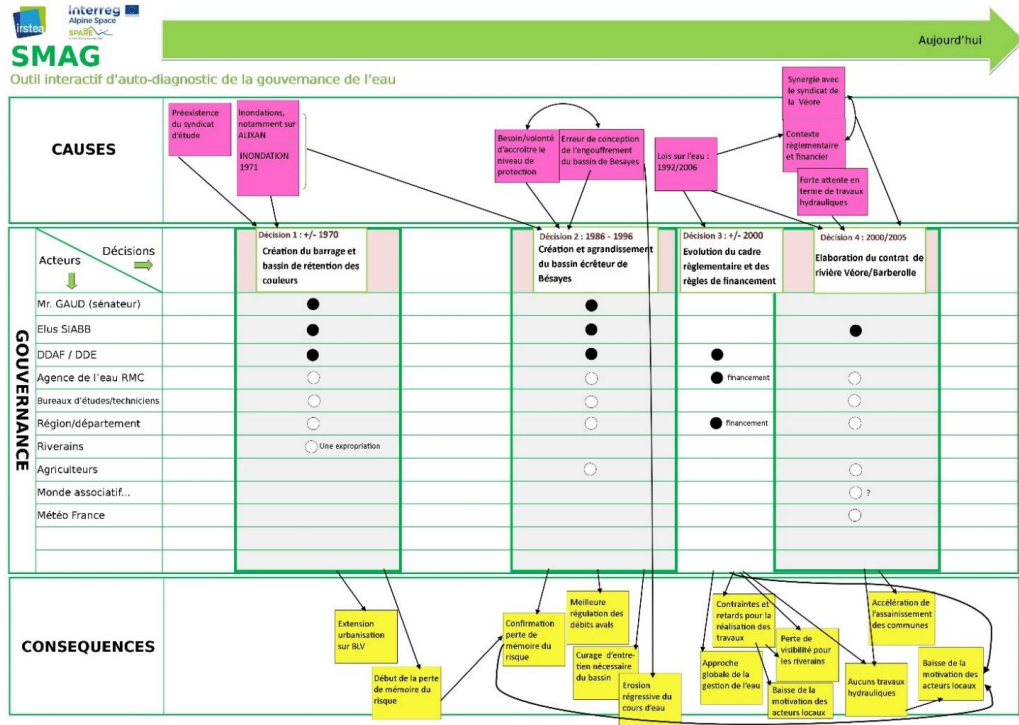 irstea
Interreg
Alpine Space
SPARE
SMAG
Outil interactif d'auto-diagnostic de la gouvernance de l'eau
Aujourd'hui
CAUSES
Préexistence
du syndicat
d'étude
Inondations,
notamment sur
ALIXAN
INONDATION
1971
Besoin/volonté
d'accroitre le
niveau de
protection
Erreur de conception
de l'engouffrement
du bassin de Besayes
Lois sur l'eau :
1992/2006
Synergie avec
le syndicat de
la Véore
Contexte
règlementaire
et financier
Forte attente en
terme de travaux
hydrauliques
GOUVERNANCE
Acteurs
Décisions
Décision 1 : +/- 1970
Création du barrage et
bassin de rétention des
couleurs
Décision 2 : 1986 - 1996
Création et agrandissement
du bassin écrêteur de
Bésayes
Décision 3 : +/- 2000
Evolution du cadre
règlementaire et des
règles de financement
Décision 4 : 2000/2005
Elaboration du contrat de
rivière Véore/Barberolle
Mr. GAUD (sénateur)
Elus SIABB
DDAF / DDE
Agence de l'eau RMC
financement
Bureaux d'études/techniciens
Région/département
financement
Riverains
Une expropriation
Agriculteurs
Monde associatif...
?
Météo France
CONSEQUENCES
Extension
urbanisation
sur BLV
Début de la perte
de mémoire du
risque
Confirmation
perte de
mémoire du
risque
Meilleure
régulation des
débits avals
Curage d'entre-
tien nécessaire
du bassin
Erosion
régressive du
cours d'eau
Contraintes et
retards pour la
réalisation des
travaux
Approche
globale de la
gestion de l'eau
Perte de
visibilité pour
les riverains
Baisse de la
motivation des
acteurs locaux
Accélération de
l'assainissement
des communes
Aucuns travaux
hydrauliques
Baisse de la
motivation des
acteurs locaux